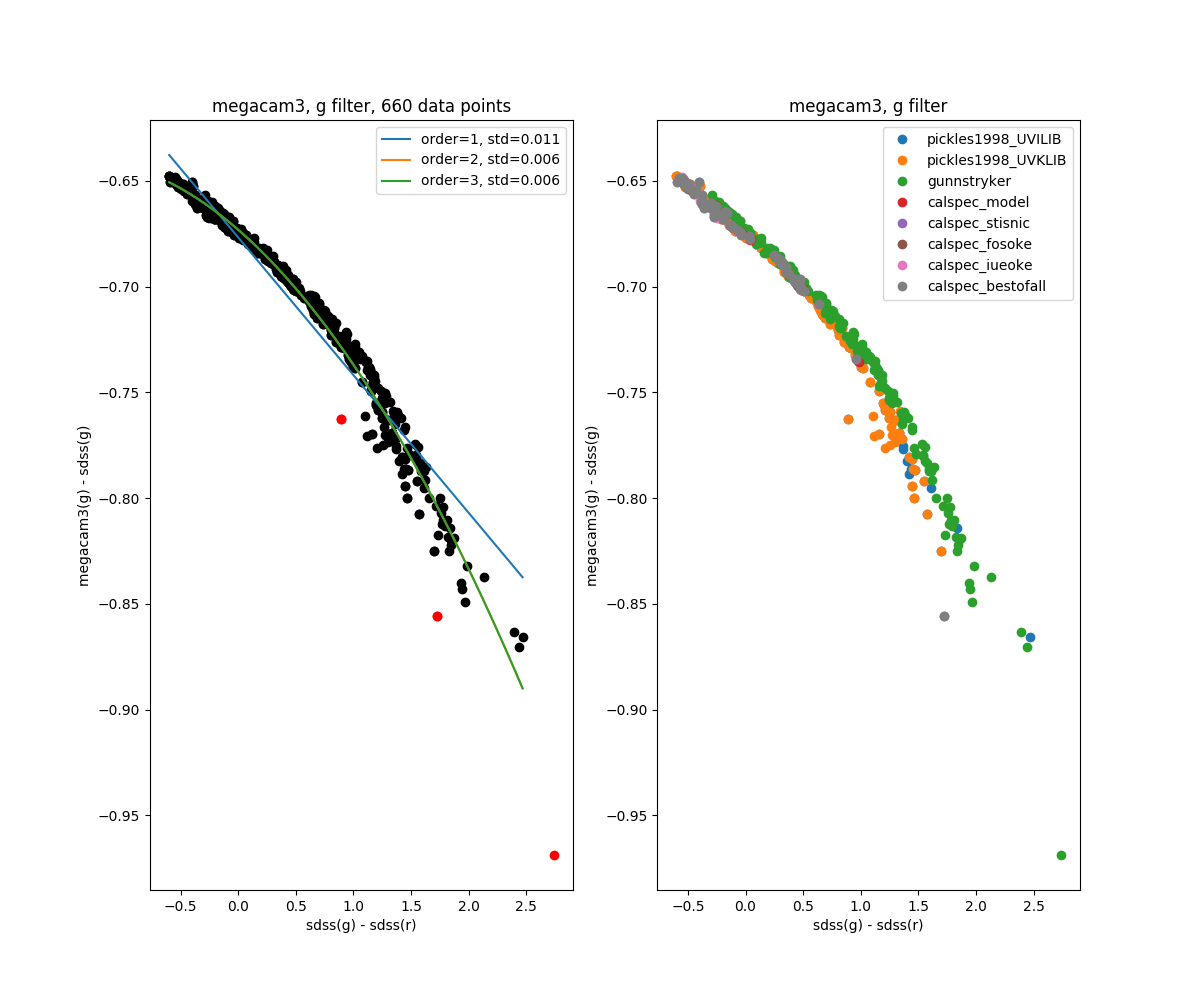 megacam3, g filter, 660 data points
order=1, std=0.011
order=2, std=0.006
order=3, std=0.006
−0.65
−0.70
−0.75
−0.80
−0.85
−0.90
−0.95
megacam3(g) - sdss(g)
−0.5 0.0 0.5 1.0 1.5 2.0 2.5
sdss(g) - sdss(r)
megacam3, g filter
pickles1998_UVILIB
pickles1998_UVKLIB
gunnstryker
calspec_model
calspec_stisnic
calspec_fosoke
calspec_iueoke
calspec_bestofall
−0.65
−0.70
−0.75
−0.80
−0.85
−0.90
−0.95
megacam3(g) - sdss(g)
−0.5 0.0 0.5 1.0 1.5 2.0 2.5
sdss(g) - sdss(r)